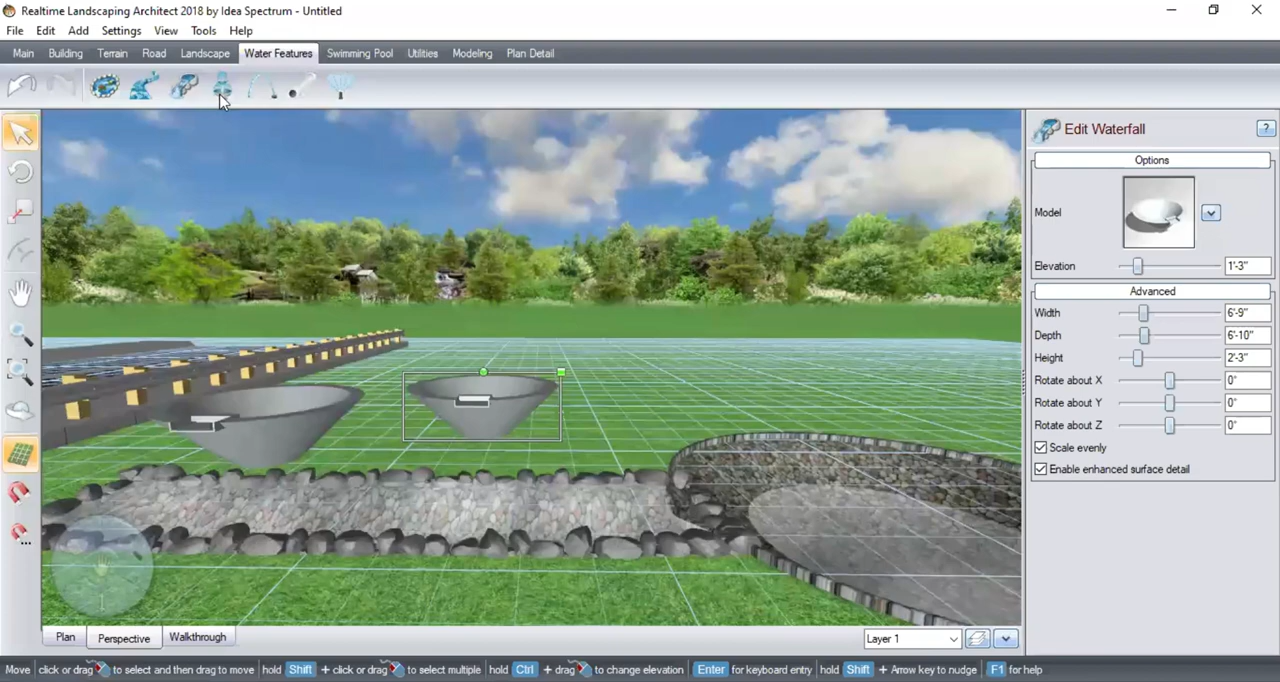 Realtime Landscaping Architect 2018 by Idea Spectrum - Untitled
File Edit Add Settings View Tools Help
Main Building Terrain Road Landscape Water Features Swimming Pool Utilities Modeling Plan Detail
Edit Waterfall ?
Options
Model
Elevation 1'-3"
Advanced
Width 6'-9"
Depth 6'-10"
Height 2'-3"
Rotate about X 0°
Rotate about Y 0°
Rotate about Z 0°
Scale evenly
Enable enhanced surface detail
Plan Perspective Walkthrough Layer 1
Move click or drag to select and then drag to move hold Shift + click or drag to select multiple hold Ctrl + drag to change elevation Enter for keyboard entry hold Shift + Arrow key to nudge F1 for help